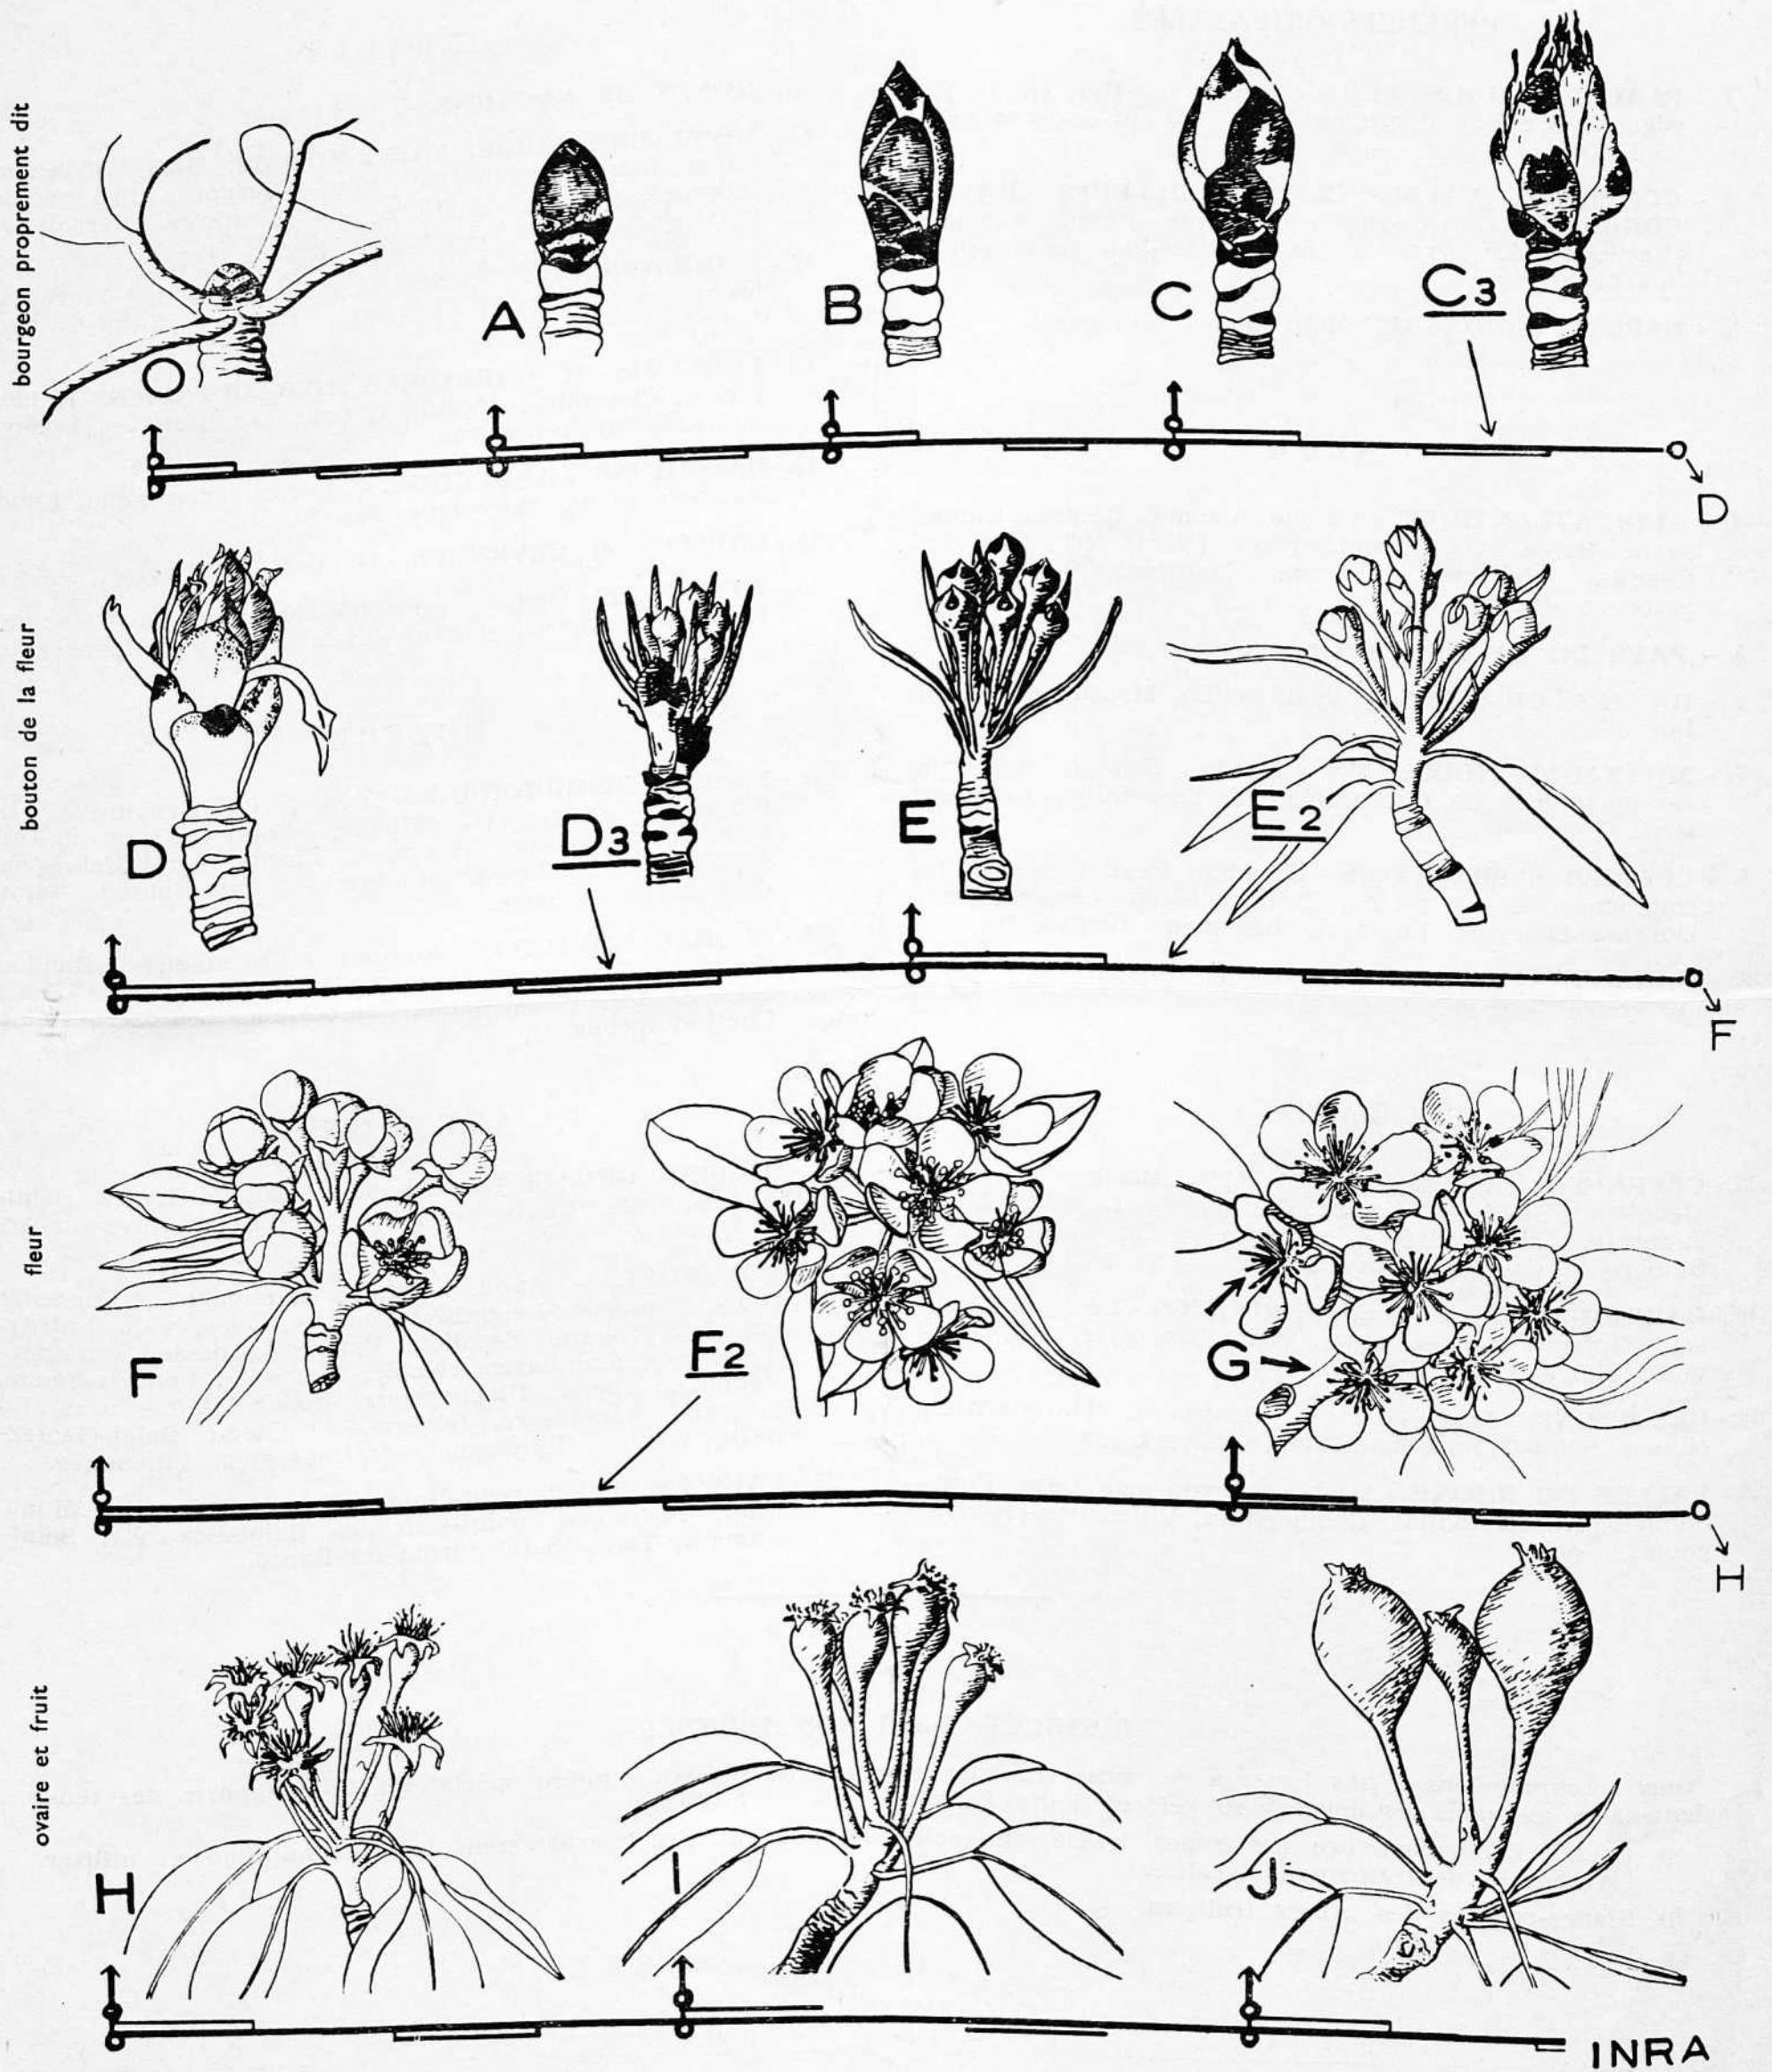 bourgeon proprement dit
O
A
B
C
C3
D
bouton de la fleur
D
D3
E
E2
F
fleur
F
F2
G
H
ovaire et fruit
H
I
J
INRA